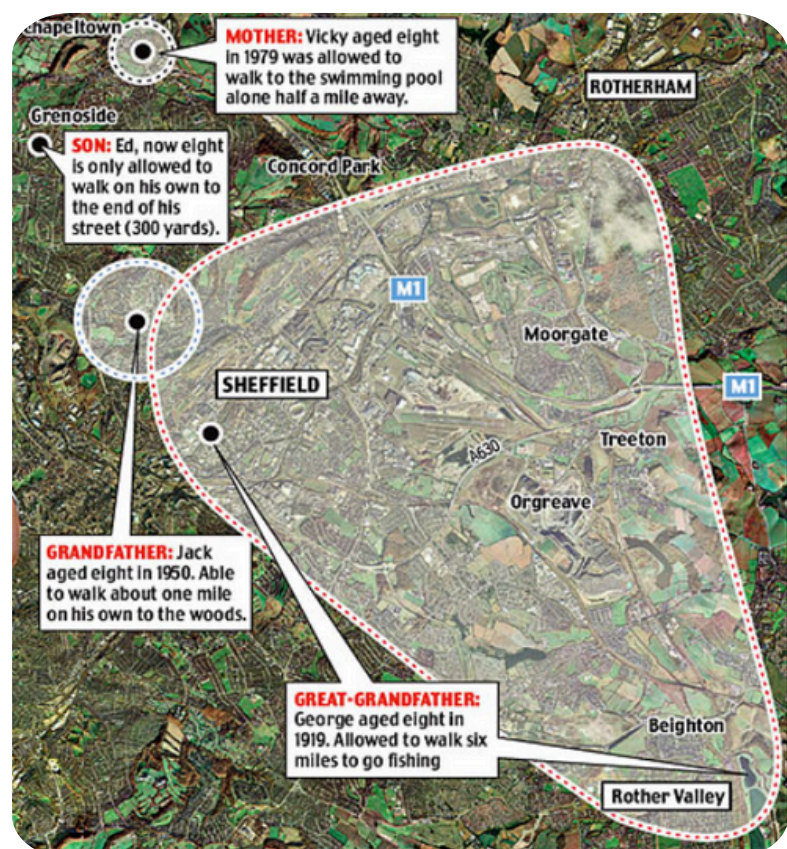 Chapeltown
MOTHER: Vicky aged eight
in 1979 was allowed to
walk to the swimming pool
alone half a mile away.
ROTHERHAM
Grenoside
SON: Ed, now eight
is only allowed to
walk on his own to
the end of his
street (300 yards).
Concord Park
M1
Moorgate
SHEFFIELD
M1
Treeton
A630
Orgreave
GRANDFATHER: Jack
aged eight in 1950. Able
to walk about one mile
on his own to the woods.
GREAT-GRANDFATHER:
George aged eight in
1919. Allowed to walk six
miles to go fishing
Beighton
Rother Valley